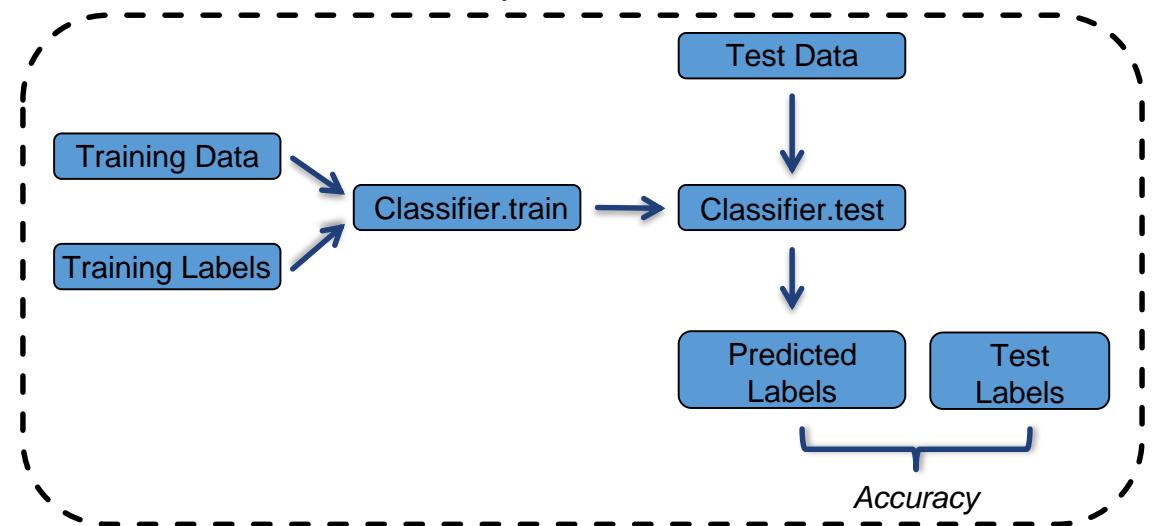 Test Data
Training Data
Classifier.train
Classifier.test
Training Labels
Predicted
Labels
Test
Labels
Accuracy